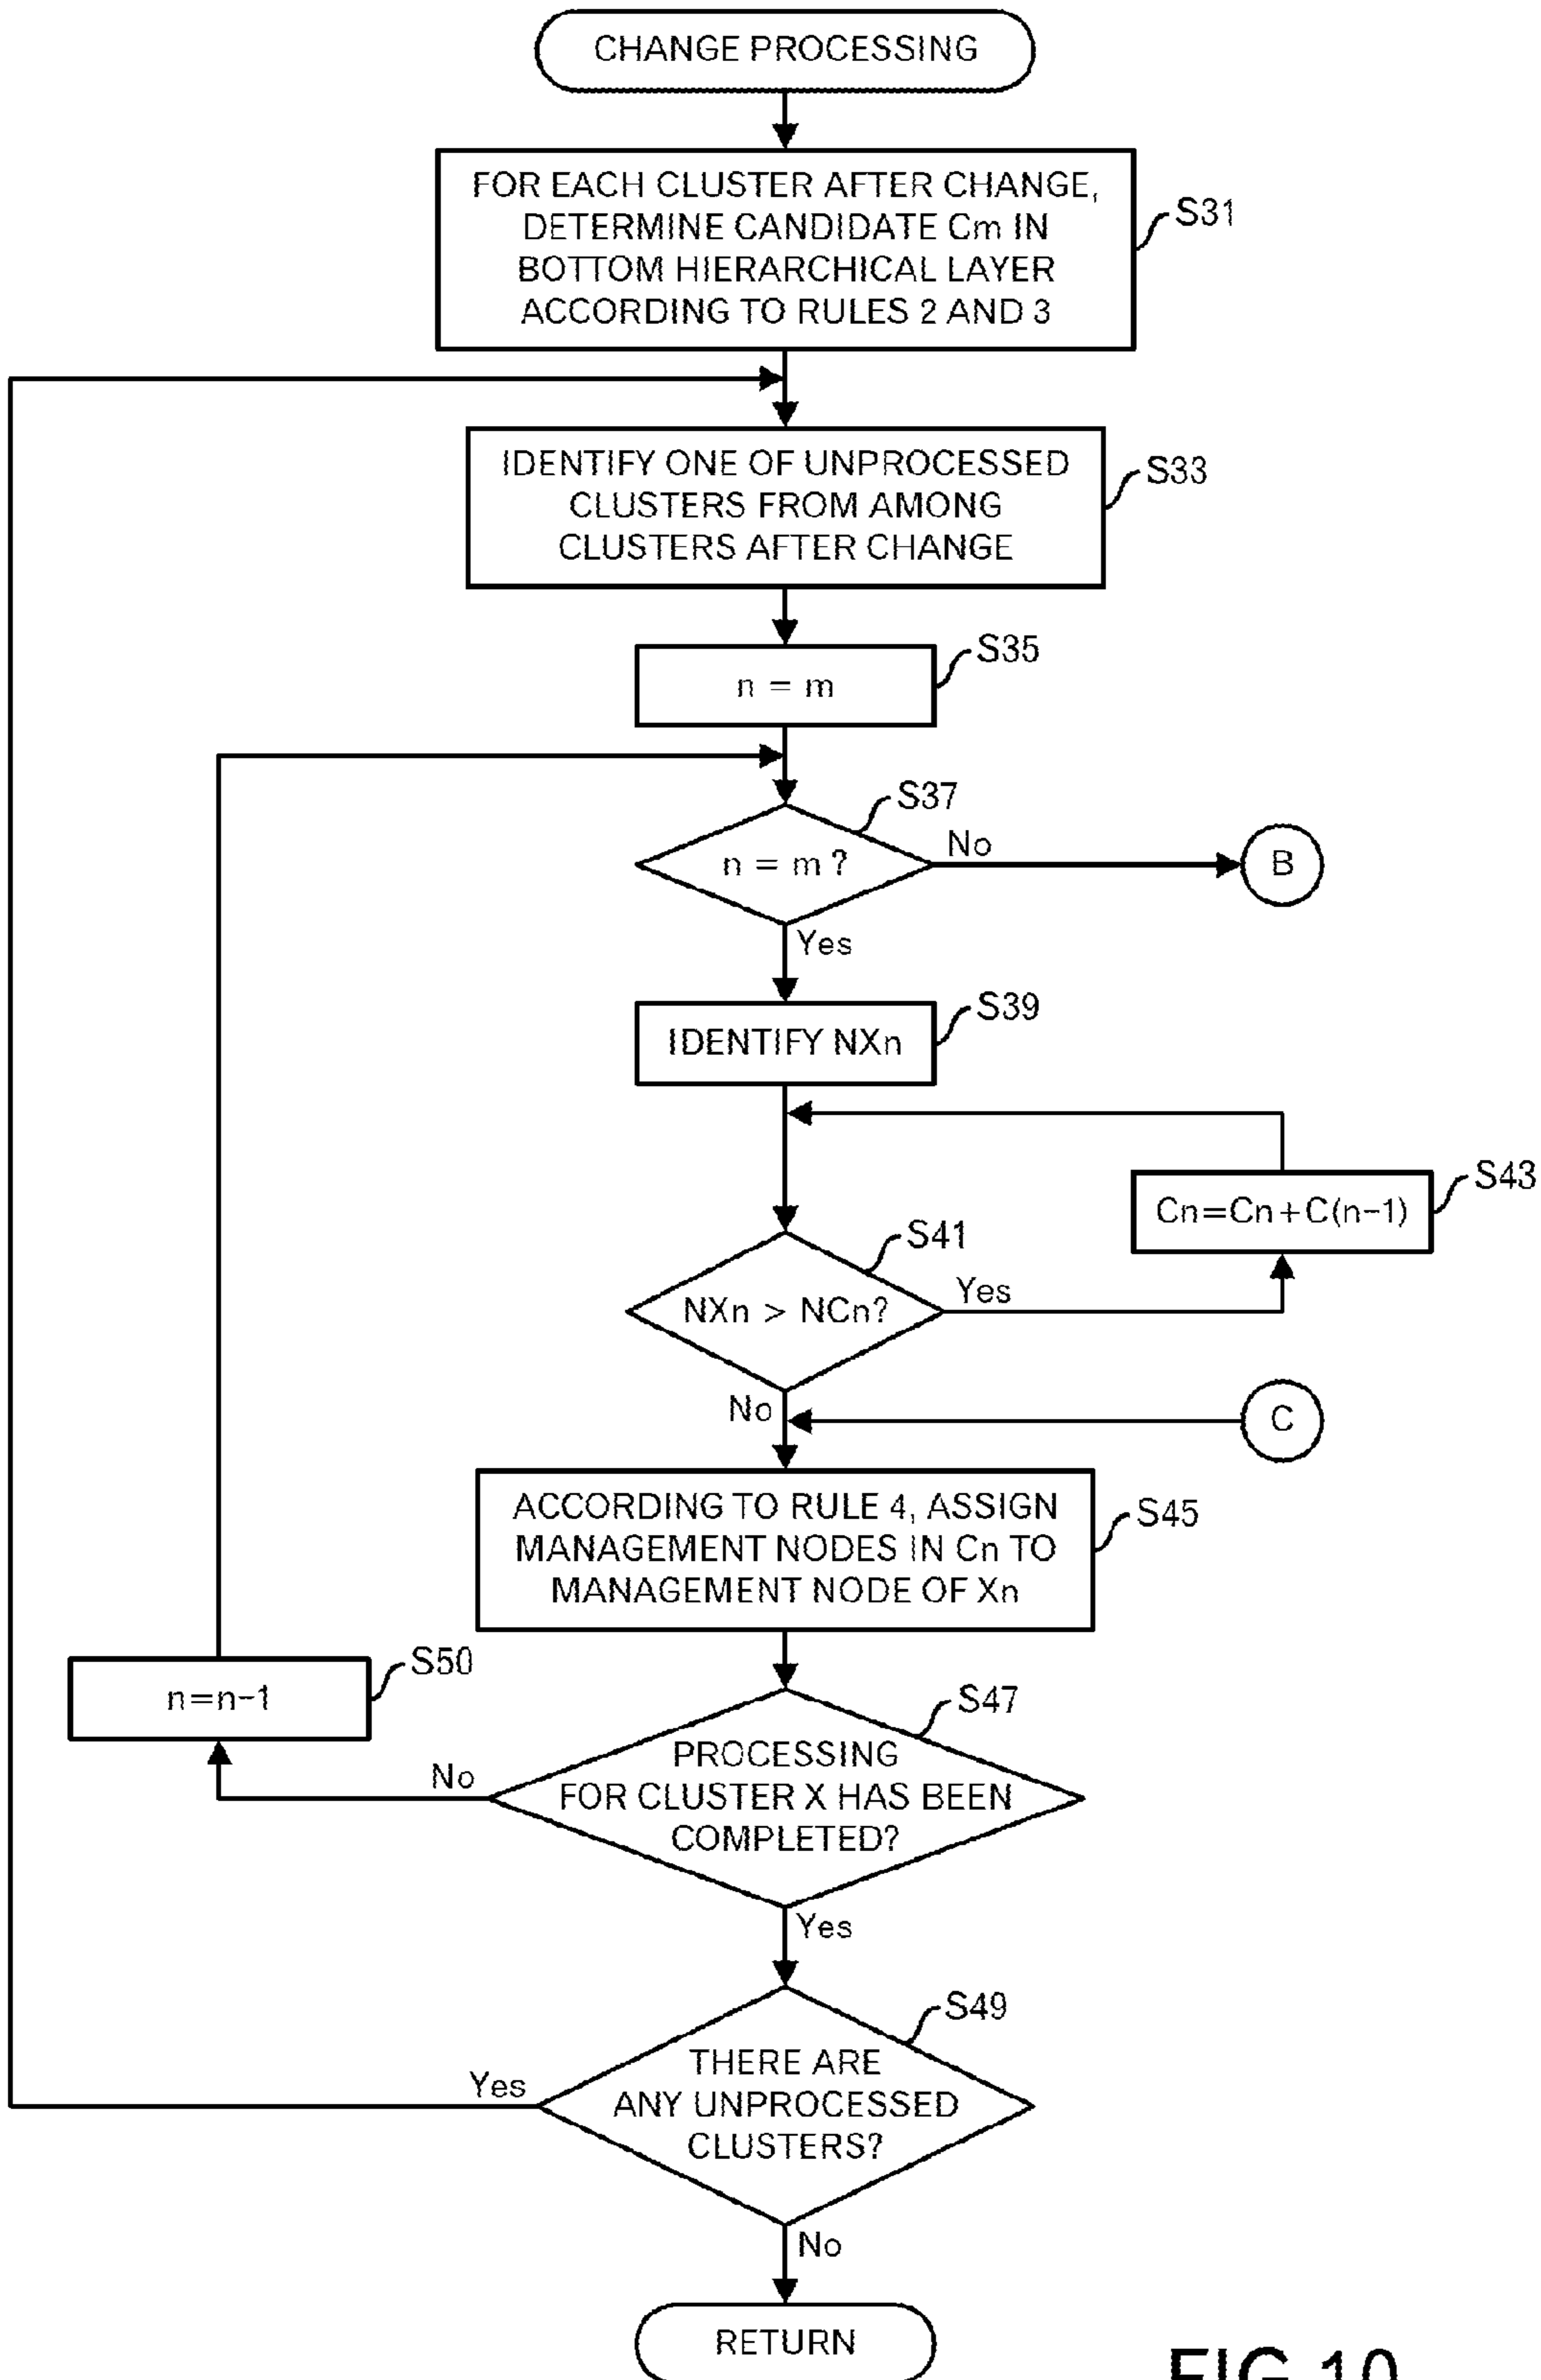 CHANGE PROCESSING
FOR EACH CLUSTER AFTER CHANGE,
DETERMINE CANDIDATE Cm IN
BOTTOM HIERARCHICAL LAYER
ACCORDING TO RULES 2 AND 3
S31
IDENTIFY ONE OF UNPROCESSED
CLUSTERS FROM AMONG
CLUSTERS AFTER CHANGE
S33
n = m
S35
n = m ?
S37
No
B
Yes
IDENTIFY NXn
S39
Cn=Cn+C(n-1)
S43
NXn > NCn?
S41
Yes
No
C
ACCORDING TO RULE 4, ASSIGN
MANAGEMENT NODES IN Cn TO
MANAGEMENT NODE OF Xn
S45
n=n-1
S50
PROCESSING
FOR CLUSTER X HAS BEEN
COMPLETED?
S47
No
Yes
THERE ARE
ANY UNPROCESSED
CLUSTERS?
S49
Yes
No
RETURN
FIG.10